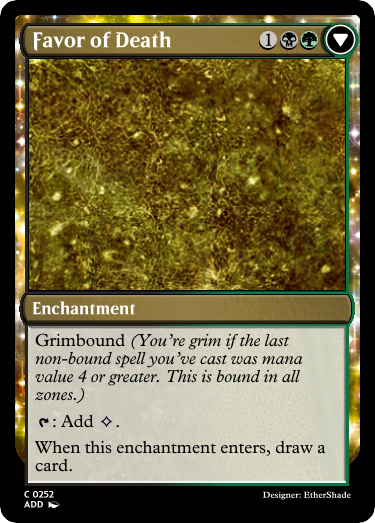 Favor of Death 1
Enchantment
Grimbound (You're grim if the last
non-bound spell you've cast was mana
value 4 or greater. This is bound in all
zones.)
: Add .
When this enchantment enters, draw a
card.
C 0252
ADD Designer: EtherShade